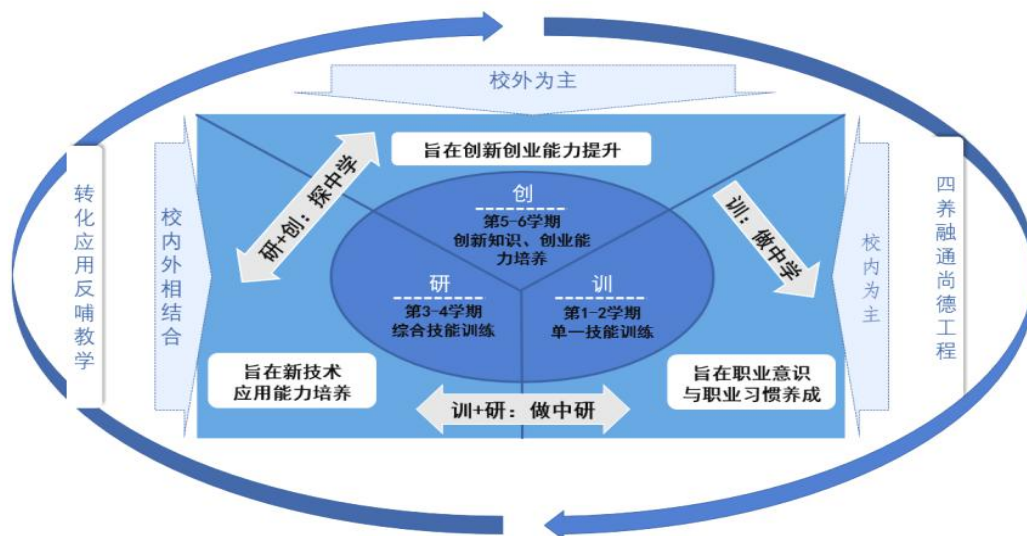 校外为主
旨在创新创业能力提升
研+创：探中学
训：做中学
转化应用反哺教学
校内外相结合
创
第5-6学期
创新知识、创业能
力培养
研
第3-4学期
综合技能训练
训
第1-2学期
单一技能训练
校内为主
四养融通尚德工程
旨在新技术
应用能力培养
旨在职业意识
与职业习惯养成
训+研：做中研